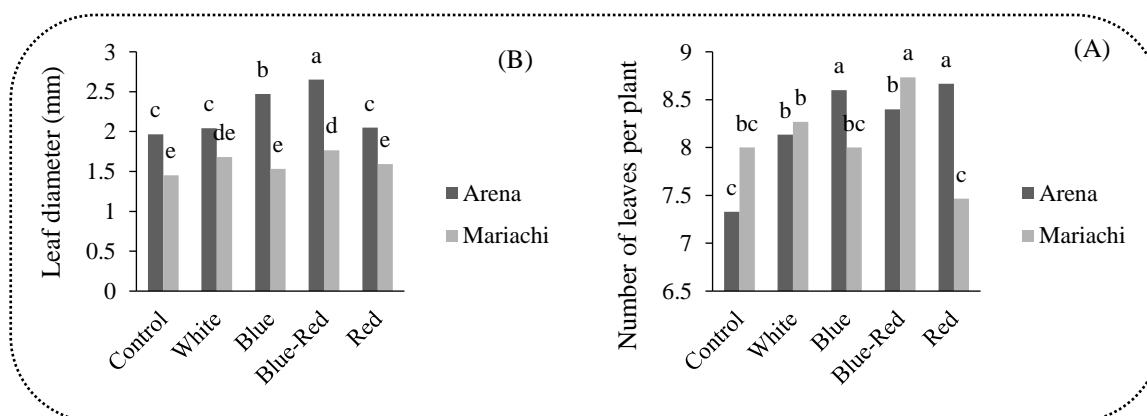 (B)
Leaf diameter (mm)
3
2.5
2
1.5
1
0.5
0
c
e
c
de
b
e
a
d
c
e
Control
White
Blue
Blue-Red
Red
Arena
Mariachi
(A)
Number of leaves per plant
9
8.5
8
7.5
7
6.5
c
bc
b
b
a
bc
b
a
a
c
Control
White
Blue
Blue-Red
Red
Arena
Mariachi